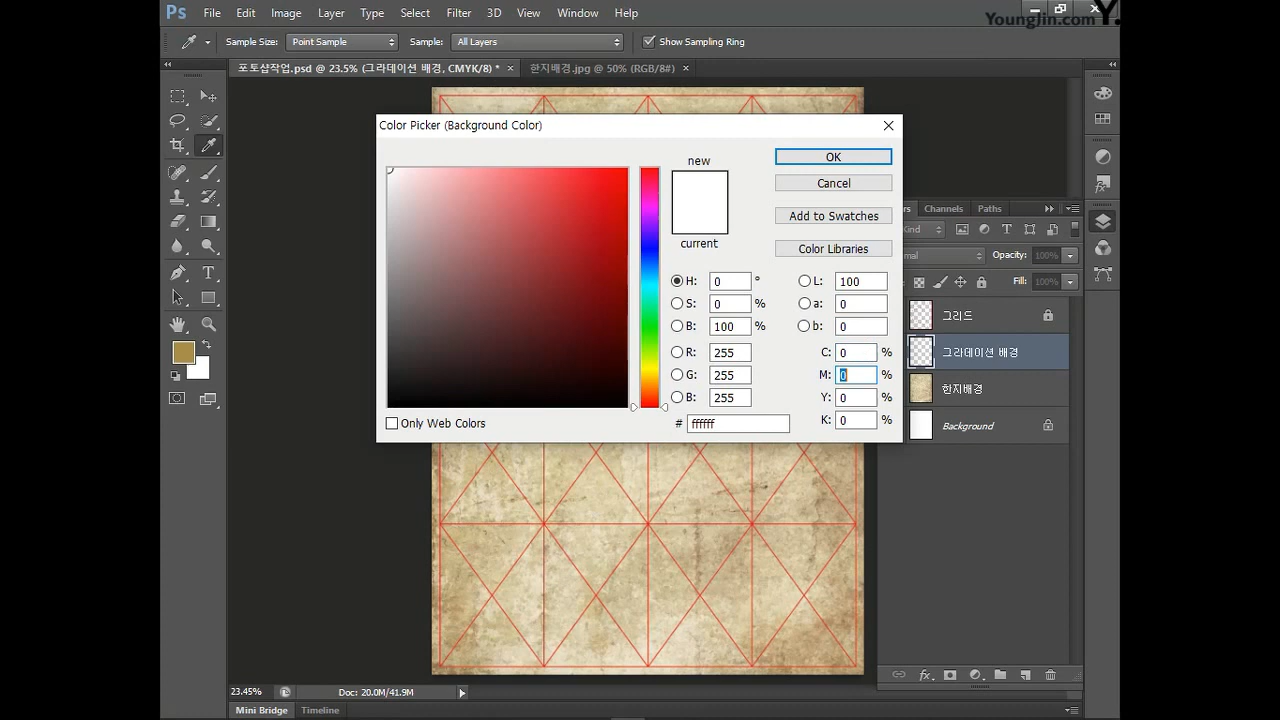 Ps File Edit Image Layer Type Select Filter 3D View Window Help
YoungJin.com Y.
Sample Size: Point Sample Sample: All Layers Show Sampling Ring
포토샵작업.psd @ 23.5% (그라데이션 배경, CMYK/8) * × 한지배경.jpg @ 50% (RGB/8#) ×
Color Picker (Background Color)
new
current
OK
Cancel
Add to Swatches
Color Libraries
H: 0 °
S: 0 %
B: 100 %
R: 255
G: 255
B: 255
# ffffff
L: 100
a: 0
b: 0
C: 0 %
M: 0 %
Y: 0 %
K: 0 %
Only Web Colors
Channels Paths
Kind
Opacity: 100%
Fill: 100%
그리드
그라데이션 배경
한지배경
Background
23.45% Doc: 20.0M/41.9M
Mini Bridge Timeline